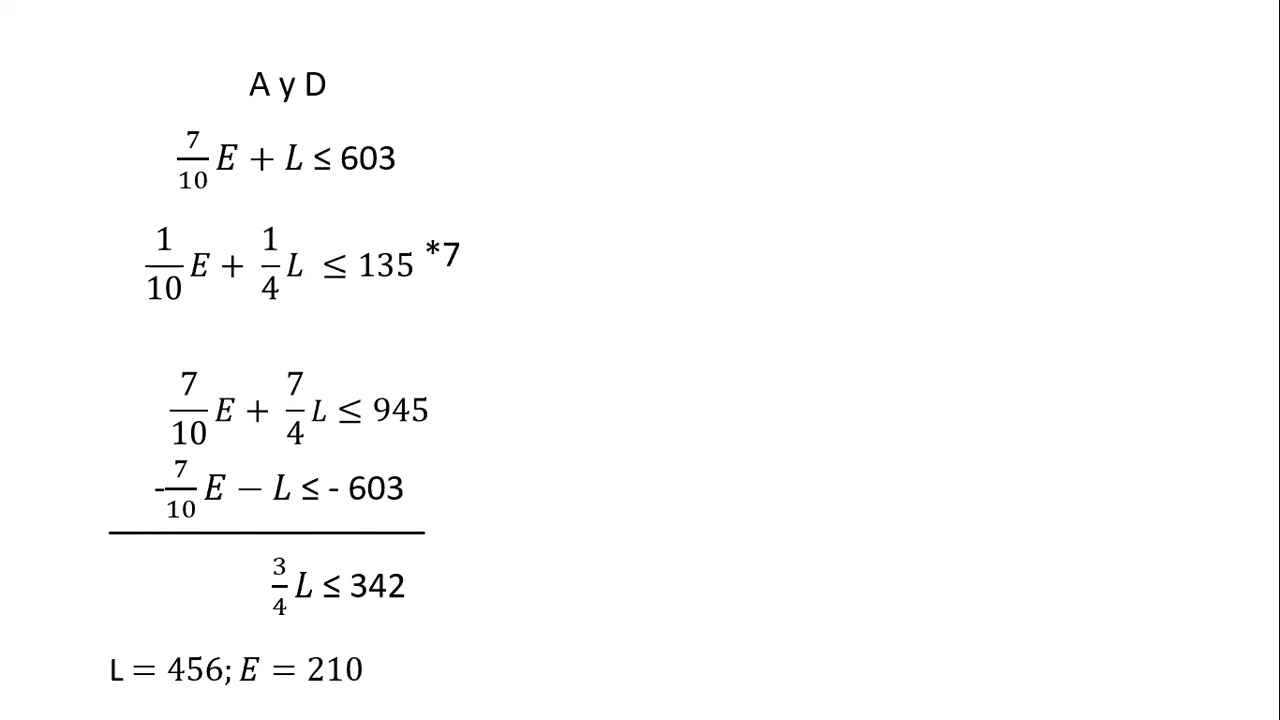 A y D
7/10 E + L ≤ 603
1/10 E + 1/4 L ≤ 135 *7
7/10 E + 7/4 L ≤ 945
-7/10 E − L ≤ - 603
3/4 L ≤ 342
L = 456; E = 210